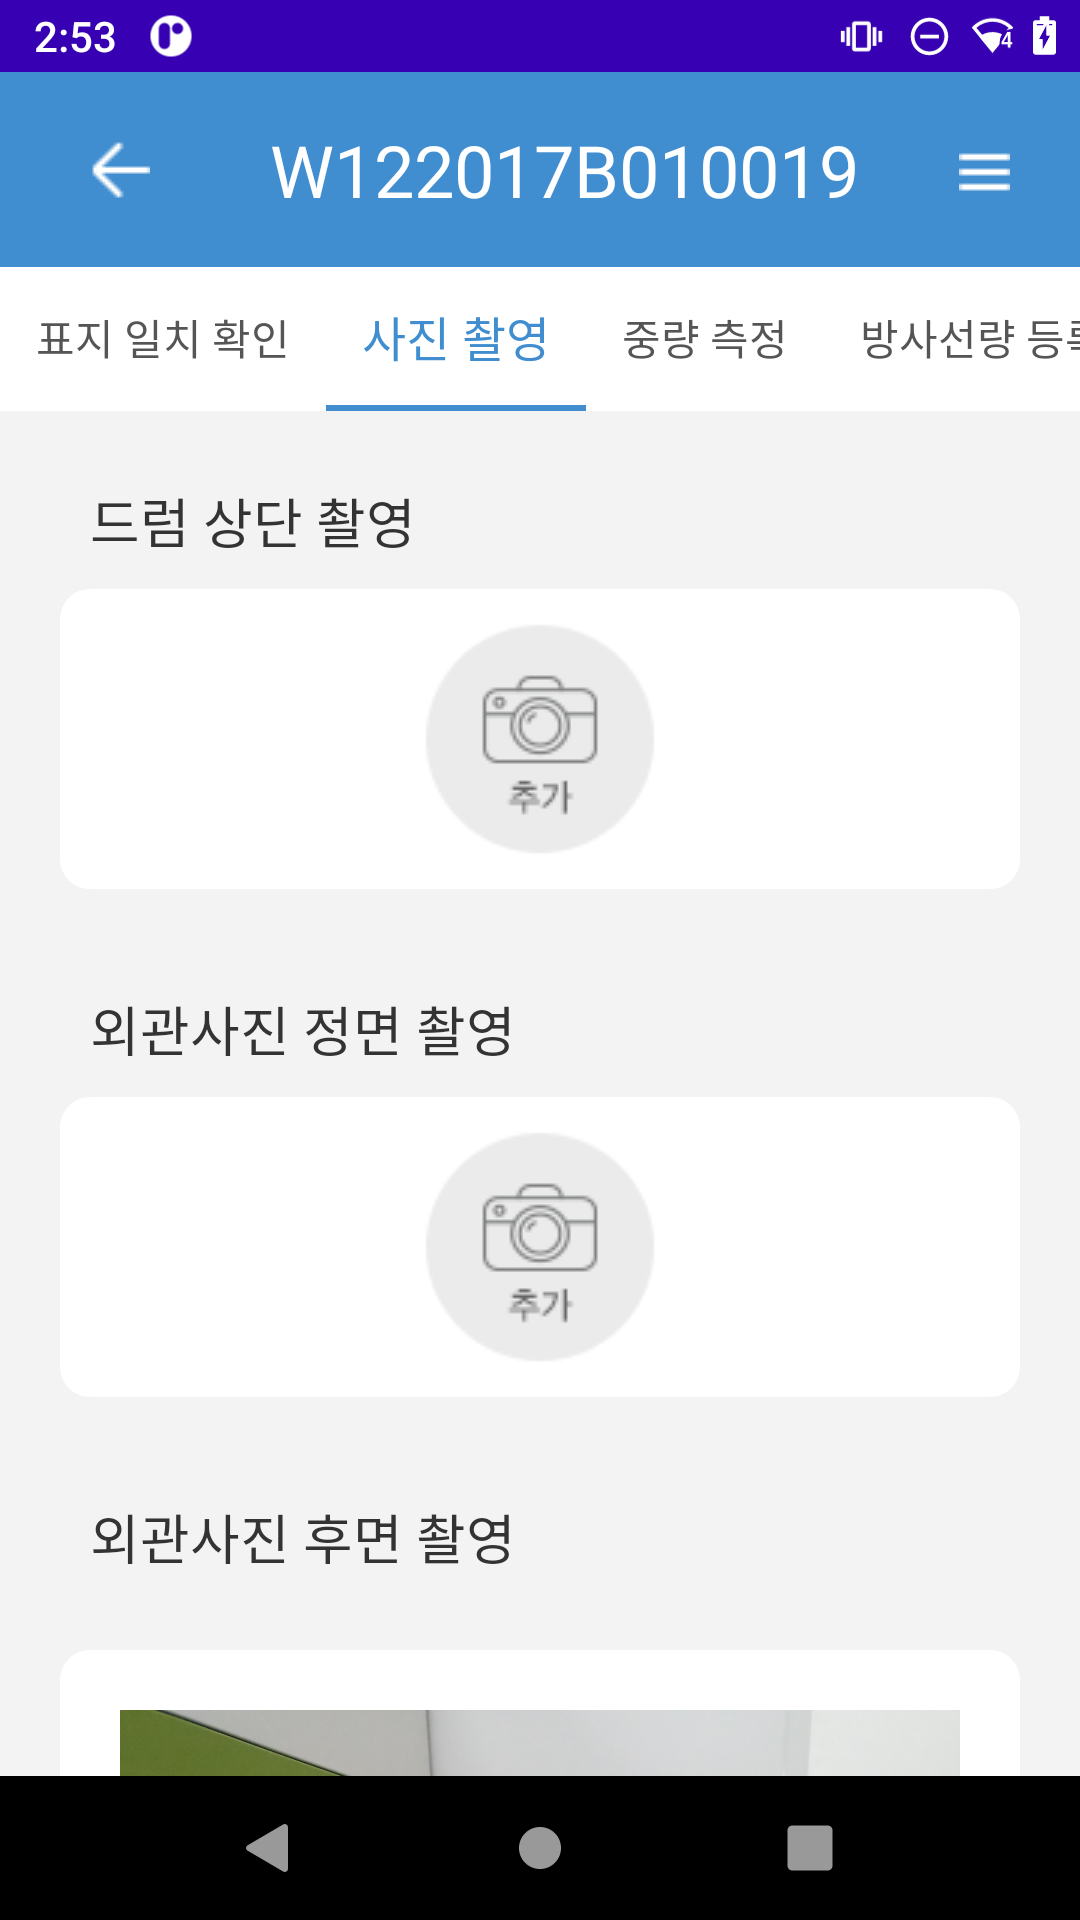 2:53
W122017B010019
표지 일치 확인 사진 촬영 중량 측정 방사선량 등
드럼 상단 촬영
추가
외관사진 정면 촬영
추가
외관사진 후면 촬영